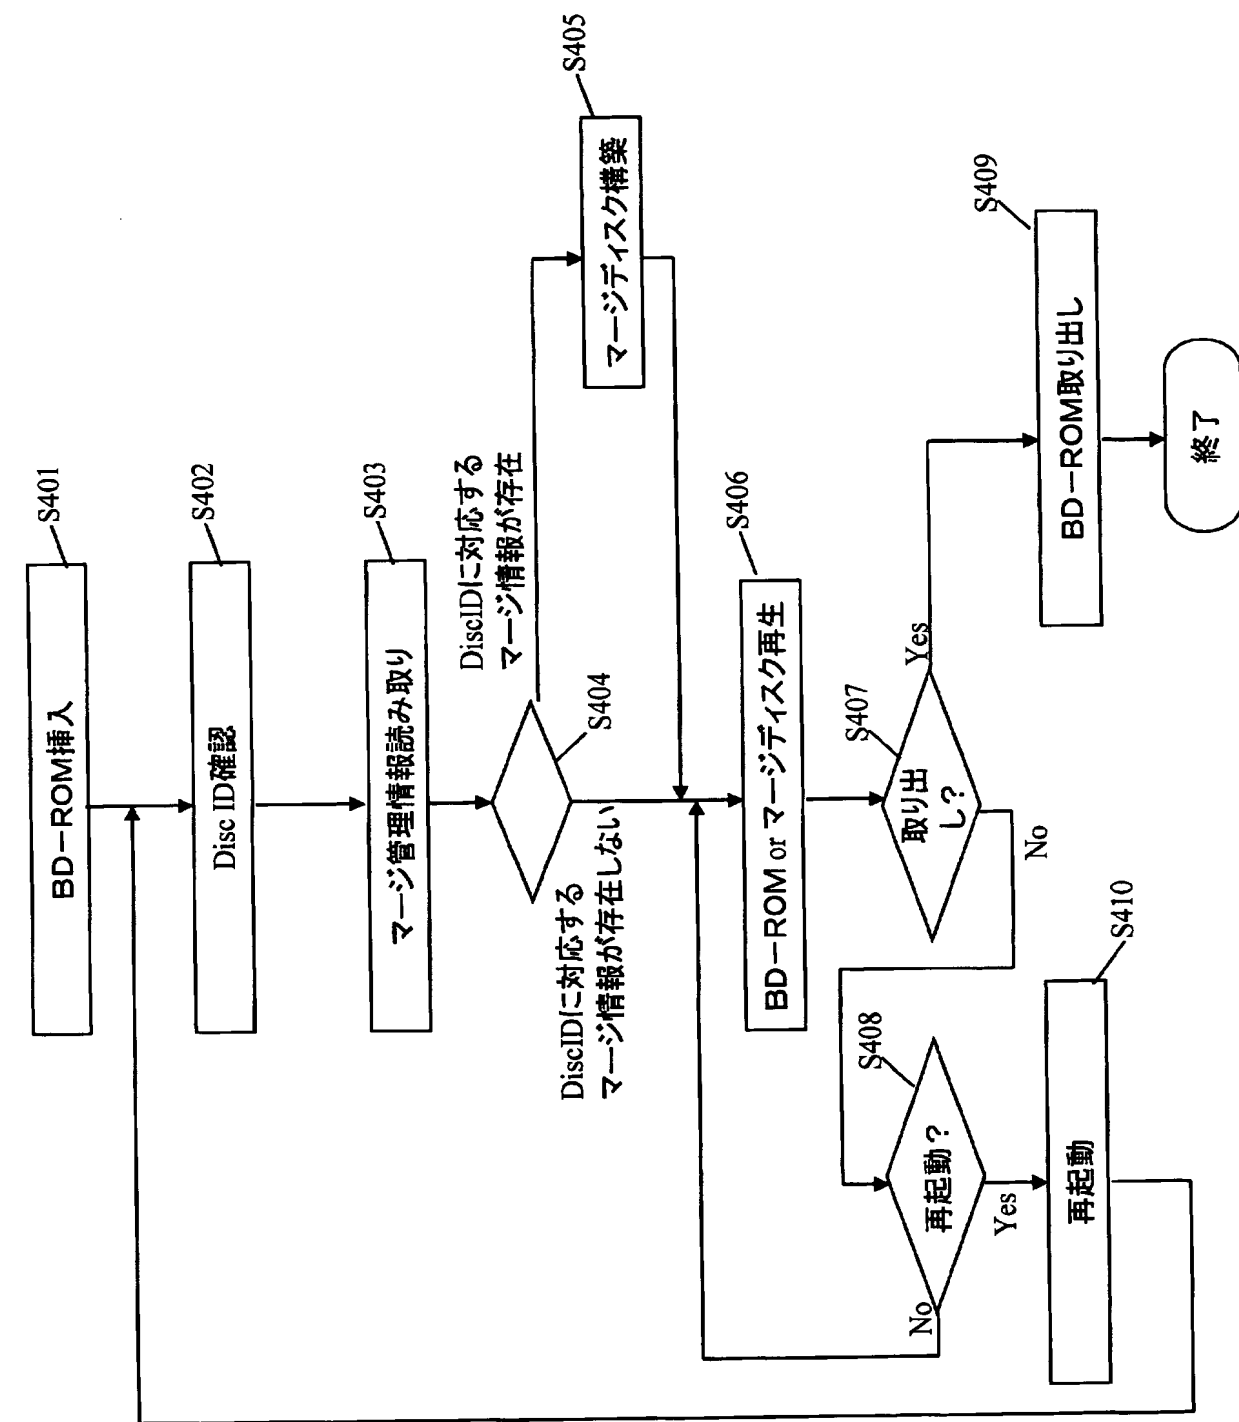 BD-ROM挿入
S401
Disc ID確認
S402
マージ管理情報読み取り
S403
S404
DiscIDに対応する
マージ情報が存在
DiscIDに対応する
マージ情報が存在しない
マージディスク構築
S405
BD-ROM or マージディスク再生
S406
取り出
し?
S407
Yes
No
再起動?
S408
No
Yes
BD-ROM取り出し
S409
再起動
S410
終了